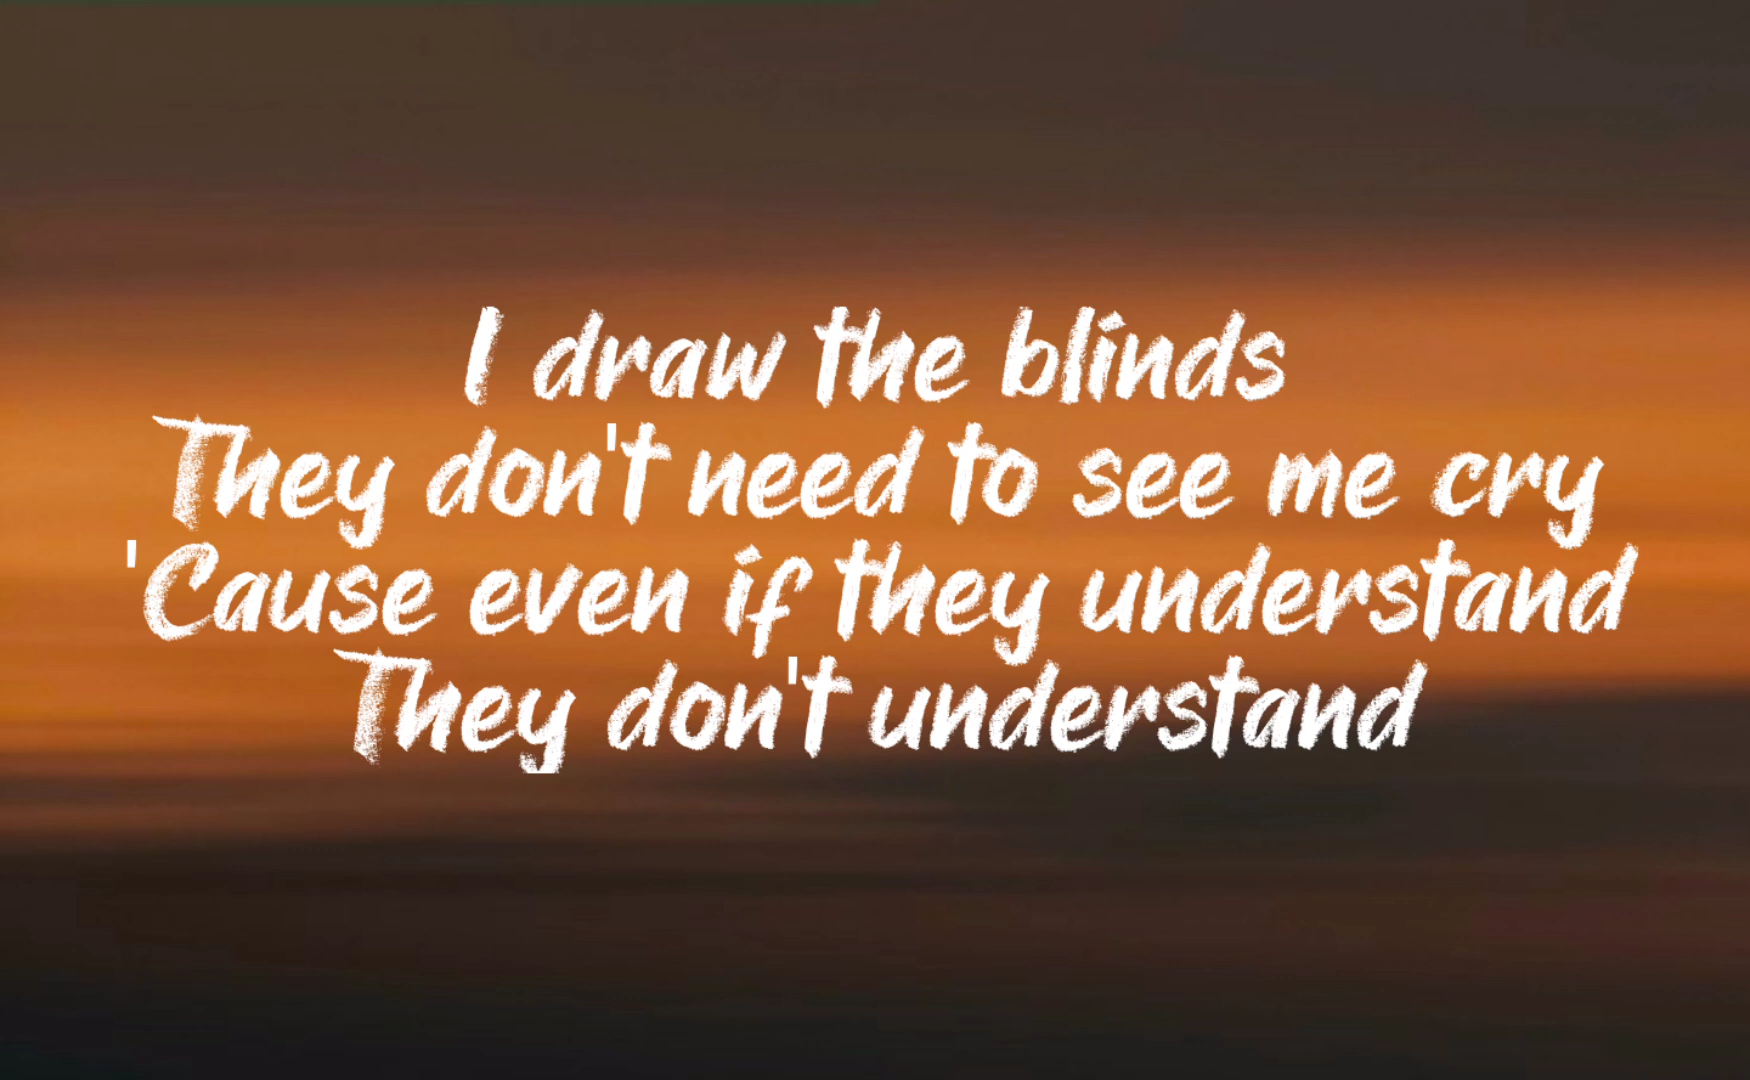 I draw the blinds
They don't need to see me cry
'Cause even if they understand
They don't understand